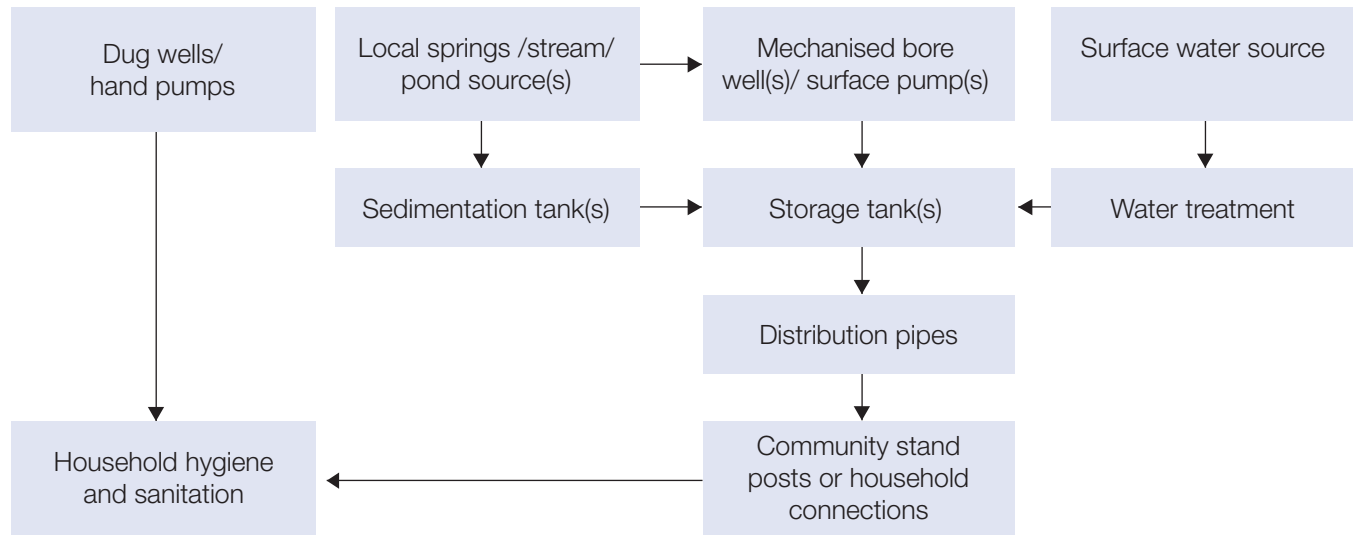 Dug wells/
hand pumps
Local springs /stream/
pond source(s)
Mechanised bore
well(s)/ surface pump(s)
Surface water source
Sedimentation tank(s)
Storage tank(s)
Water treatment
Distribution pipes
Household hygiene
and sanitation
Community stand
posts or household
connections